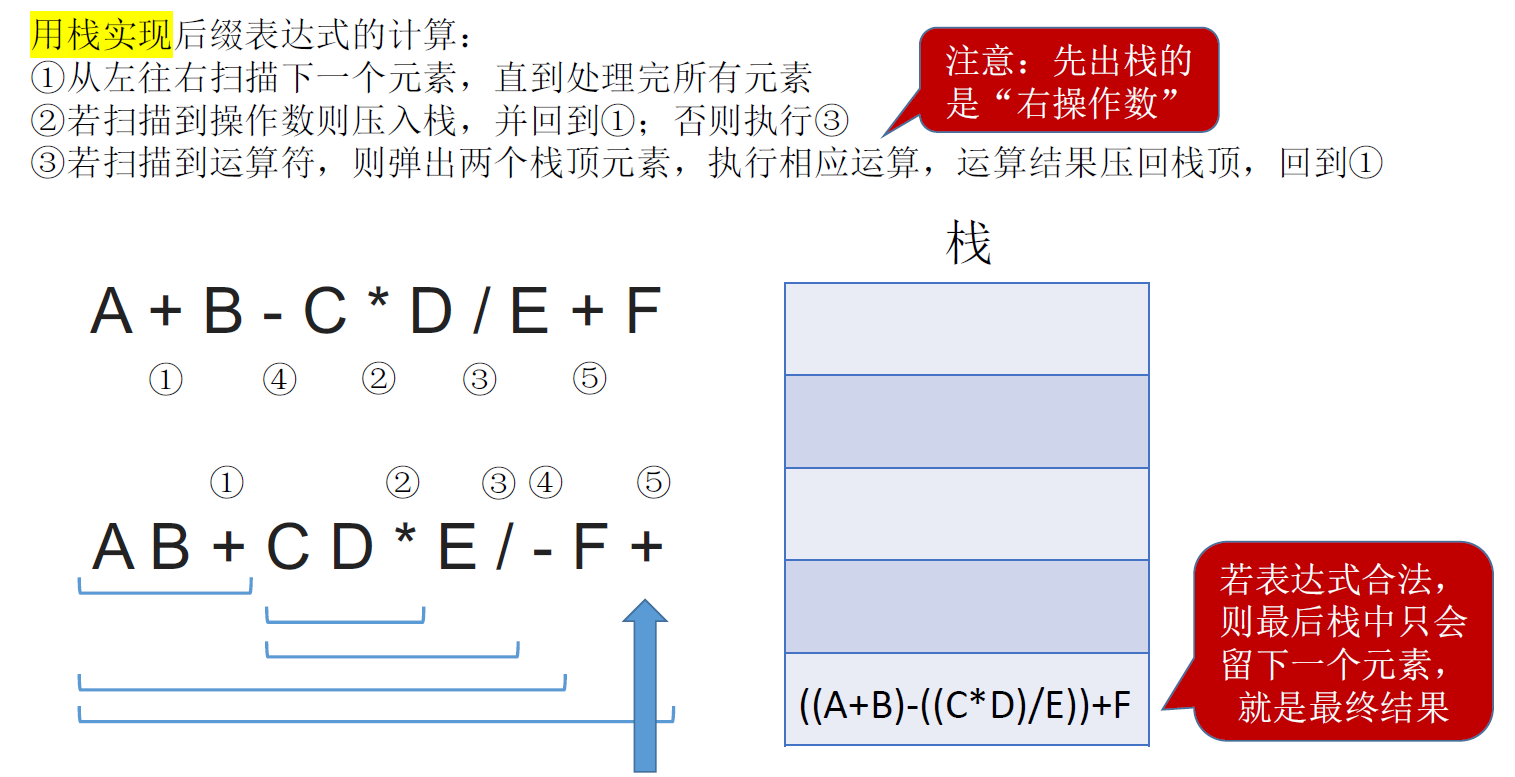 用栈实现后缀表达式的计算：
①从左往右扫描下一个元素，直到处理完所有元素
②若扫描到操作数则压入栈，并回到①；否则执行③
③若扫描到运算符，则弹出两个栈顶元素，执行相应运算，运算结果压回栈顶，回到①
注意：先出栈的
是“右操作数”
栈
A + B - C * D / E + F
① ④ ② ③ ⑤
① ② ③ ④ ⑤
A B + C D * E / - F +
((A+B)-((C*D)/E))+F
若表达式合法，
则最后栈中只会
留下一个元素，
就是最终结果